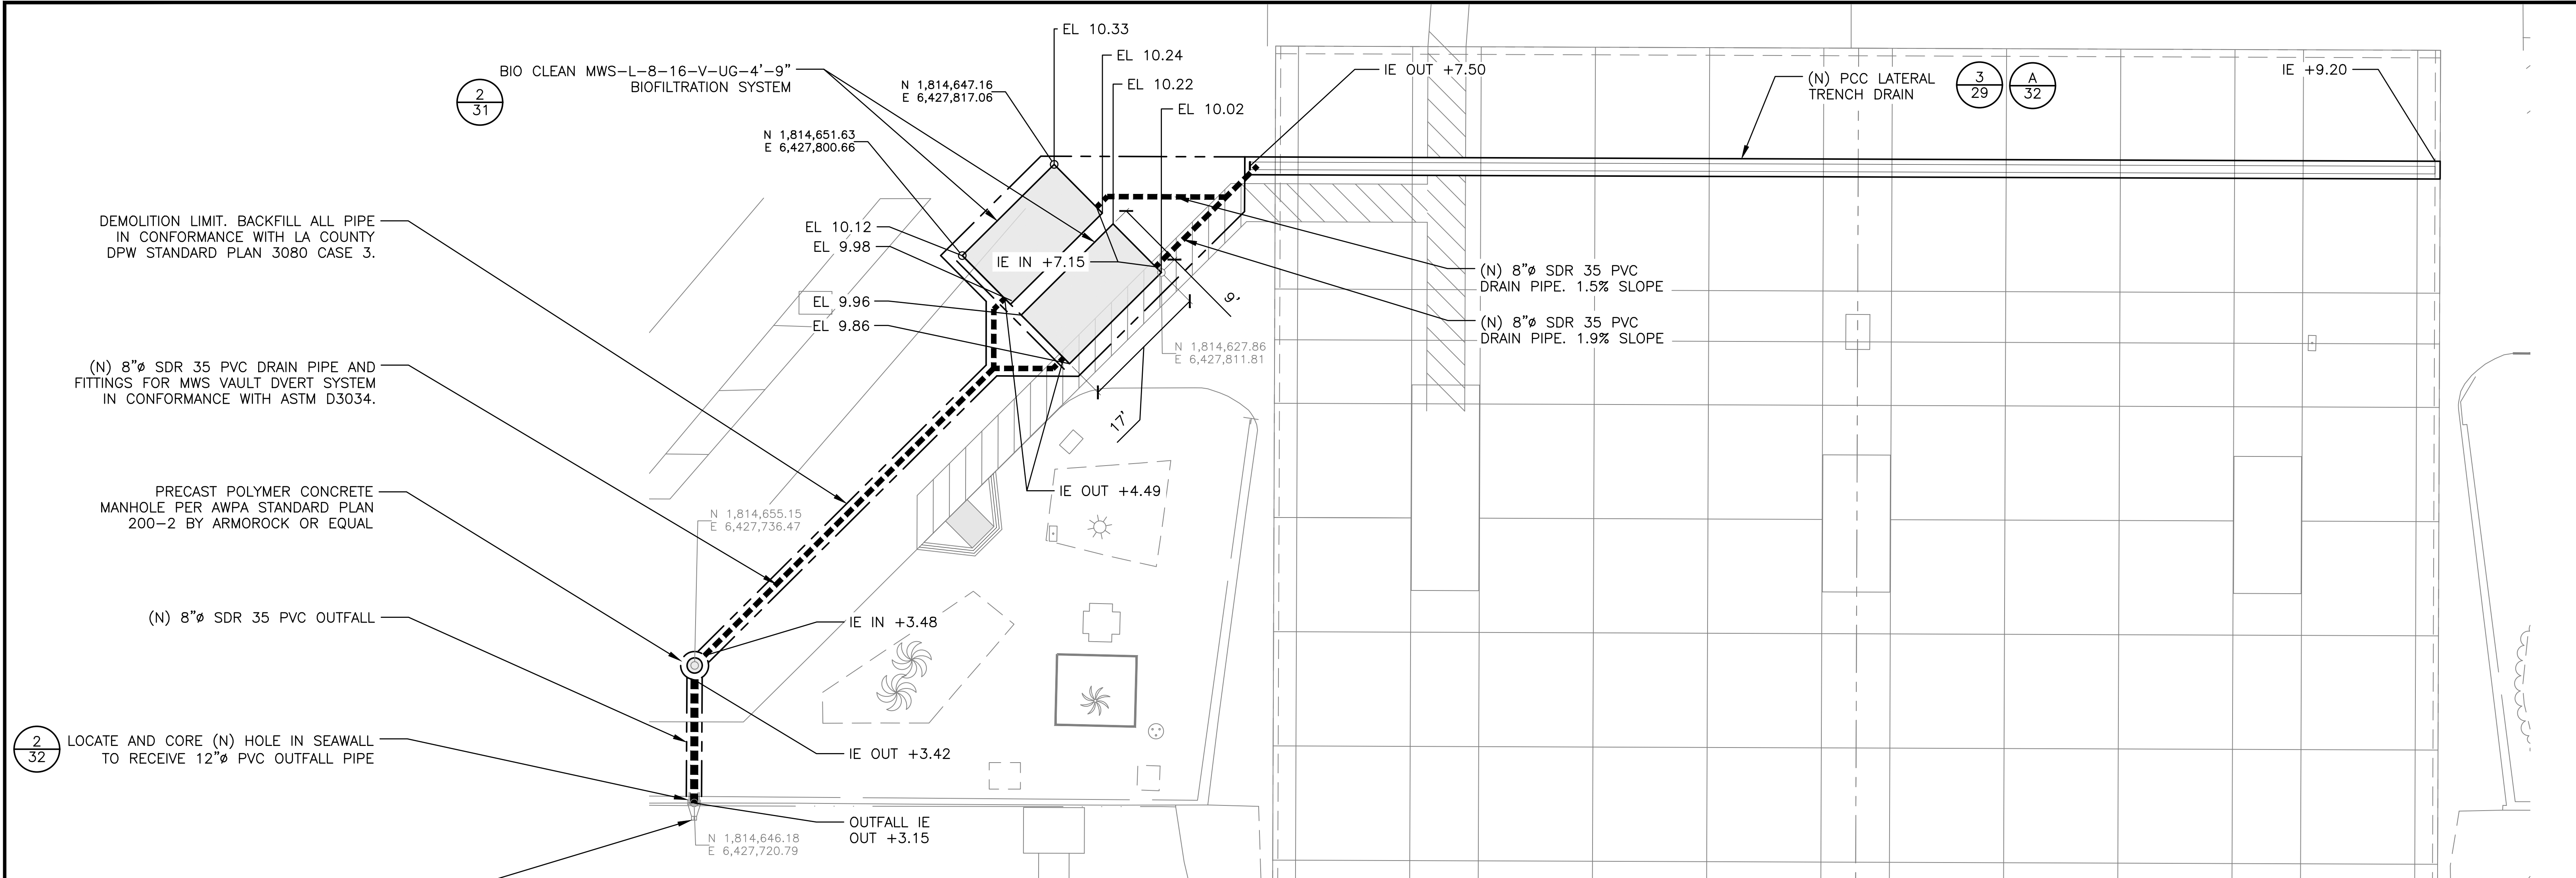 EL 10.33
EL 10.24
EL 10.22
EL 10.02
BIO CLEAN MWS-L-8-16-V-UG-4'-9"
BIOFILTRATION SYSTEM
2
31
N 1,814,647.16
E 6,427,817.06
N 1,814,651.63
E 6,427,800.66
IE OUT +7.50
(N) PCC LATERAL
TRENCH DRAIN
3
29
A
32
IE +9.20
DEMOLITION LIMIT. BACKFILL ALL PIPE
IN CONFORMANCE WITH LA COUNTY
DPW STANDARD PLAN 3080 CASE 3.
EL 10.12
EL 9.98
IE IN +7.15
EL 9.96
EL 9.86
9'
17'
(N) 8"ø SDR 35 PVC
DRAIN PIPE. 1.5% SLOPE
(N) 8"ø SDR 35 PVC
DRAIN PIPE. 1.9% SLOPE
N 1,814,627.86
E 6,427,811.81
(N) 8"ø SDR 35 PVC DRAIN PIPE AND
FITTINGS FOR MWS VAULT DVERT SYSTEM
IN CONFORMANCE WITH ASTM D3034.
PRECAST POLYMER CONCRETE
MANHOLE PER AWPA STANDARD PLAN
200-2 BY ARMOROCK OR EQUAL
IE OUT +4.49
N 1,814,655.15
E 6,427,736.47
(N) 8"ø SDR 35 PVC OUTFALL
IE IN +3.48
2
32
LOCATE AND CORE (N) HOLE IN SEAWALL
TO RECEIVE 12"ø PVC OUTFALL PIPE
IE OUT +3.42
OUTFALL IE
OUT +3.15
N 1,814,646.18
E 6,427,720.79